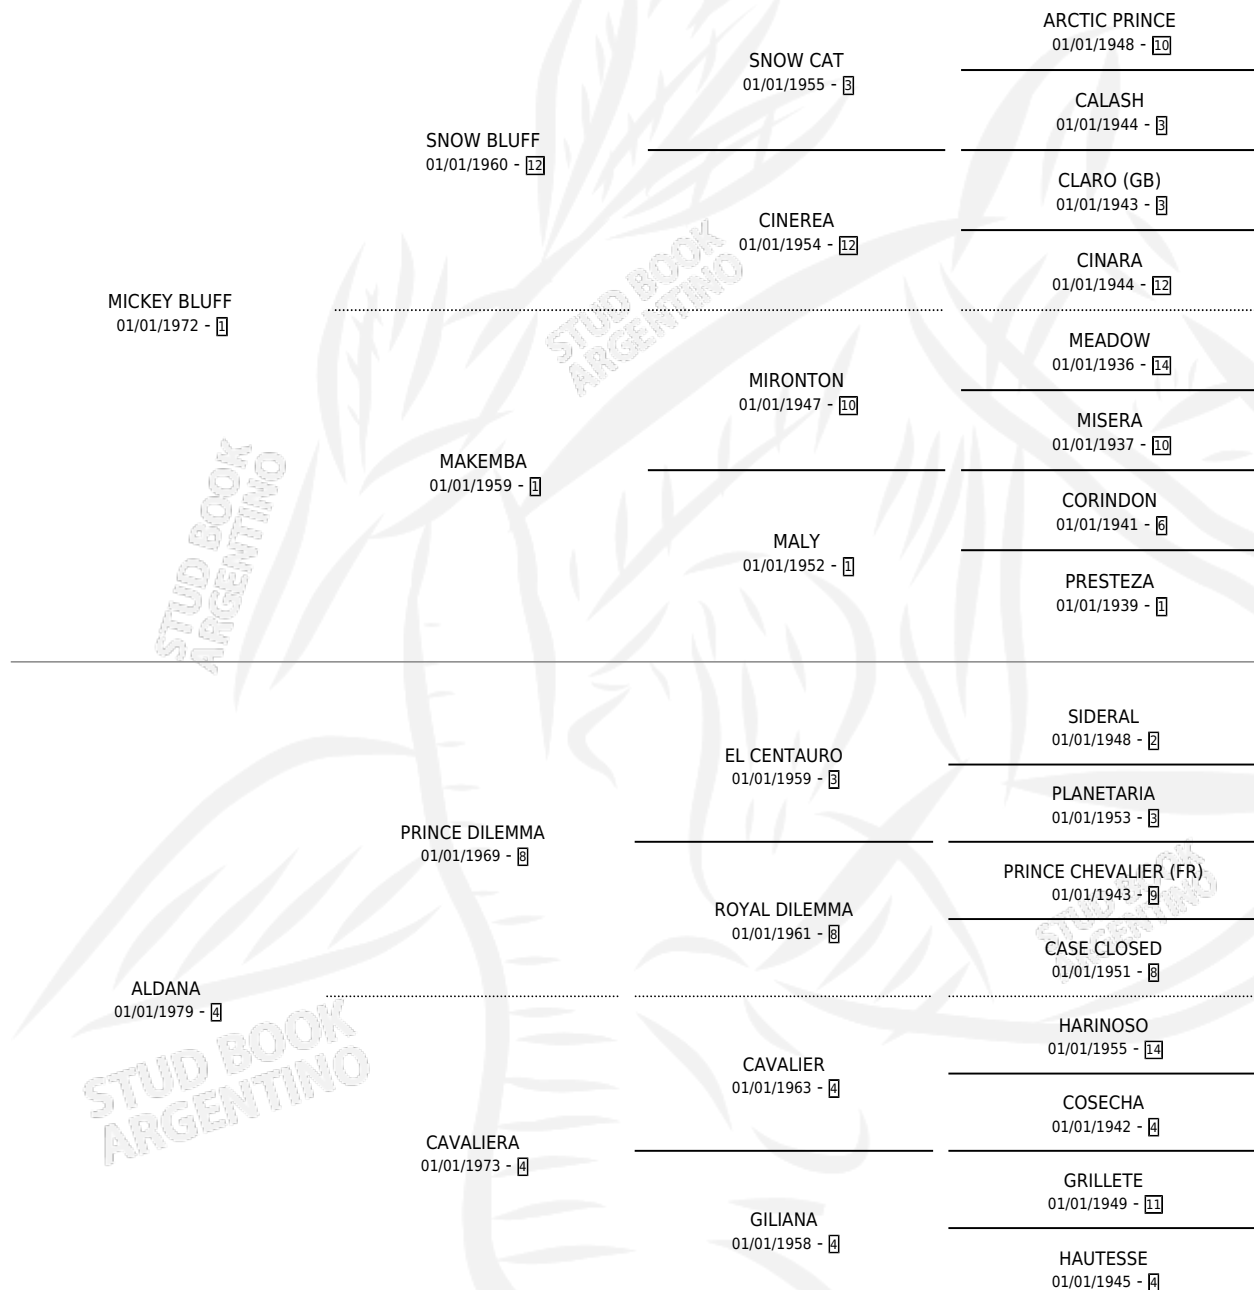 ARCTIC PRINCE
01/01/1948 - 10
SNOW CAT
01/01/1955 - 3
CALASH
01/01/1944 - 3
SNOW BLUFF
01/01/1960 - 12
CLARO (GB)
01/01/1943 - 3
CINEREA
01/01/1954 - 12
CINARA
01/01/1944 - 12
MICKEY BLUFF
01/01/1972 - 1
MEADOW
01/01/1936 - 14
MIRONTON
01/01/1947 - 10
MISERA
01/01/1937 - 10
MAKEMBA
01/01/1959 - 1
CORINDON
01/01/1941 - 6
MALY
01/01/1952 - 1
PRESTEZA
01/01/1939 - 1
SIDERAL
01/01/1948 - 2
EL CENTAURO
01/01/1959 - 3
PLANETARIA
01/01/1953 - 3
PRINCE DILEMMA
01/01/1969 - 8
PRINCE CHEVALIER (FR)
01/01/1943 - 9
ROYAL DILEMMA
01/01/1961 - 8
CASE CLOSED
01/01/1951 - 8
ALDANA
01/01/1979 - 4
HARINOSO
01/01/1955 - 14
CAVALIER
01/01/1963 - 4
COSECHA
01/01/1942 - 4
CAVALIERA
01/01/1973 - 4
GRILLETE
01/01/1949 - 11
GILIANA
01/01/1958 - 4
HAUTESSE
01/01/1945 - 4
STUD BOOK
ARGENTINO
STUD BOOK
ARGENTINO
STUD BOOK
ARGENTINO
STUD BOOK
ARGENTINO